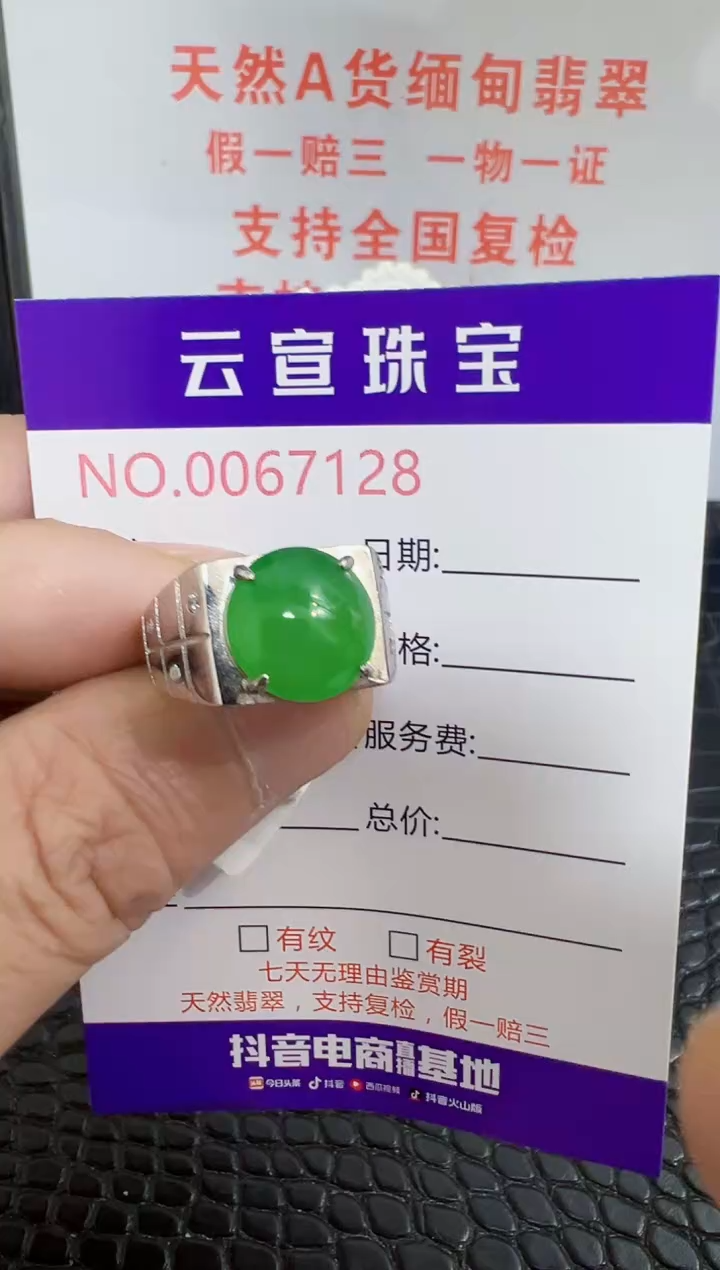 天然A货缅甸翡翠
假一赔三 一物一证
支持全国复检
云宣珠宝
NO.0067128
日期:
格:
服务费:
总价:
□有纹 □有裂
七天无理由鉴赏期
天然翡翠，支持复检，假一赔三
抖音电商直播基地
今日头条 抖音 西瓜视频 抖音火山版